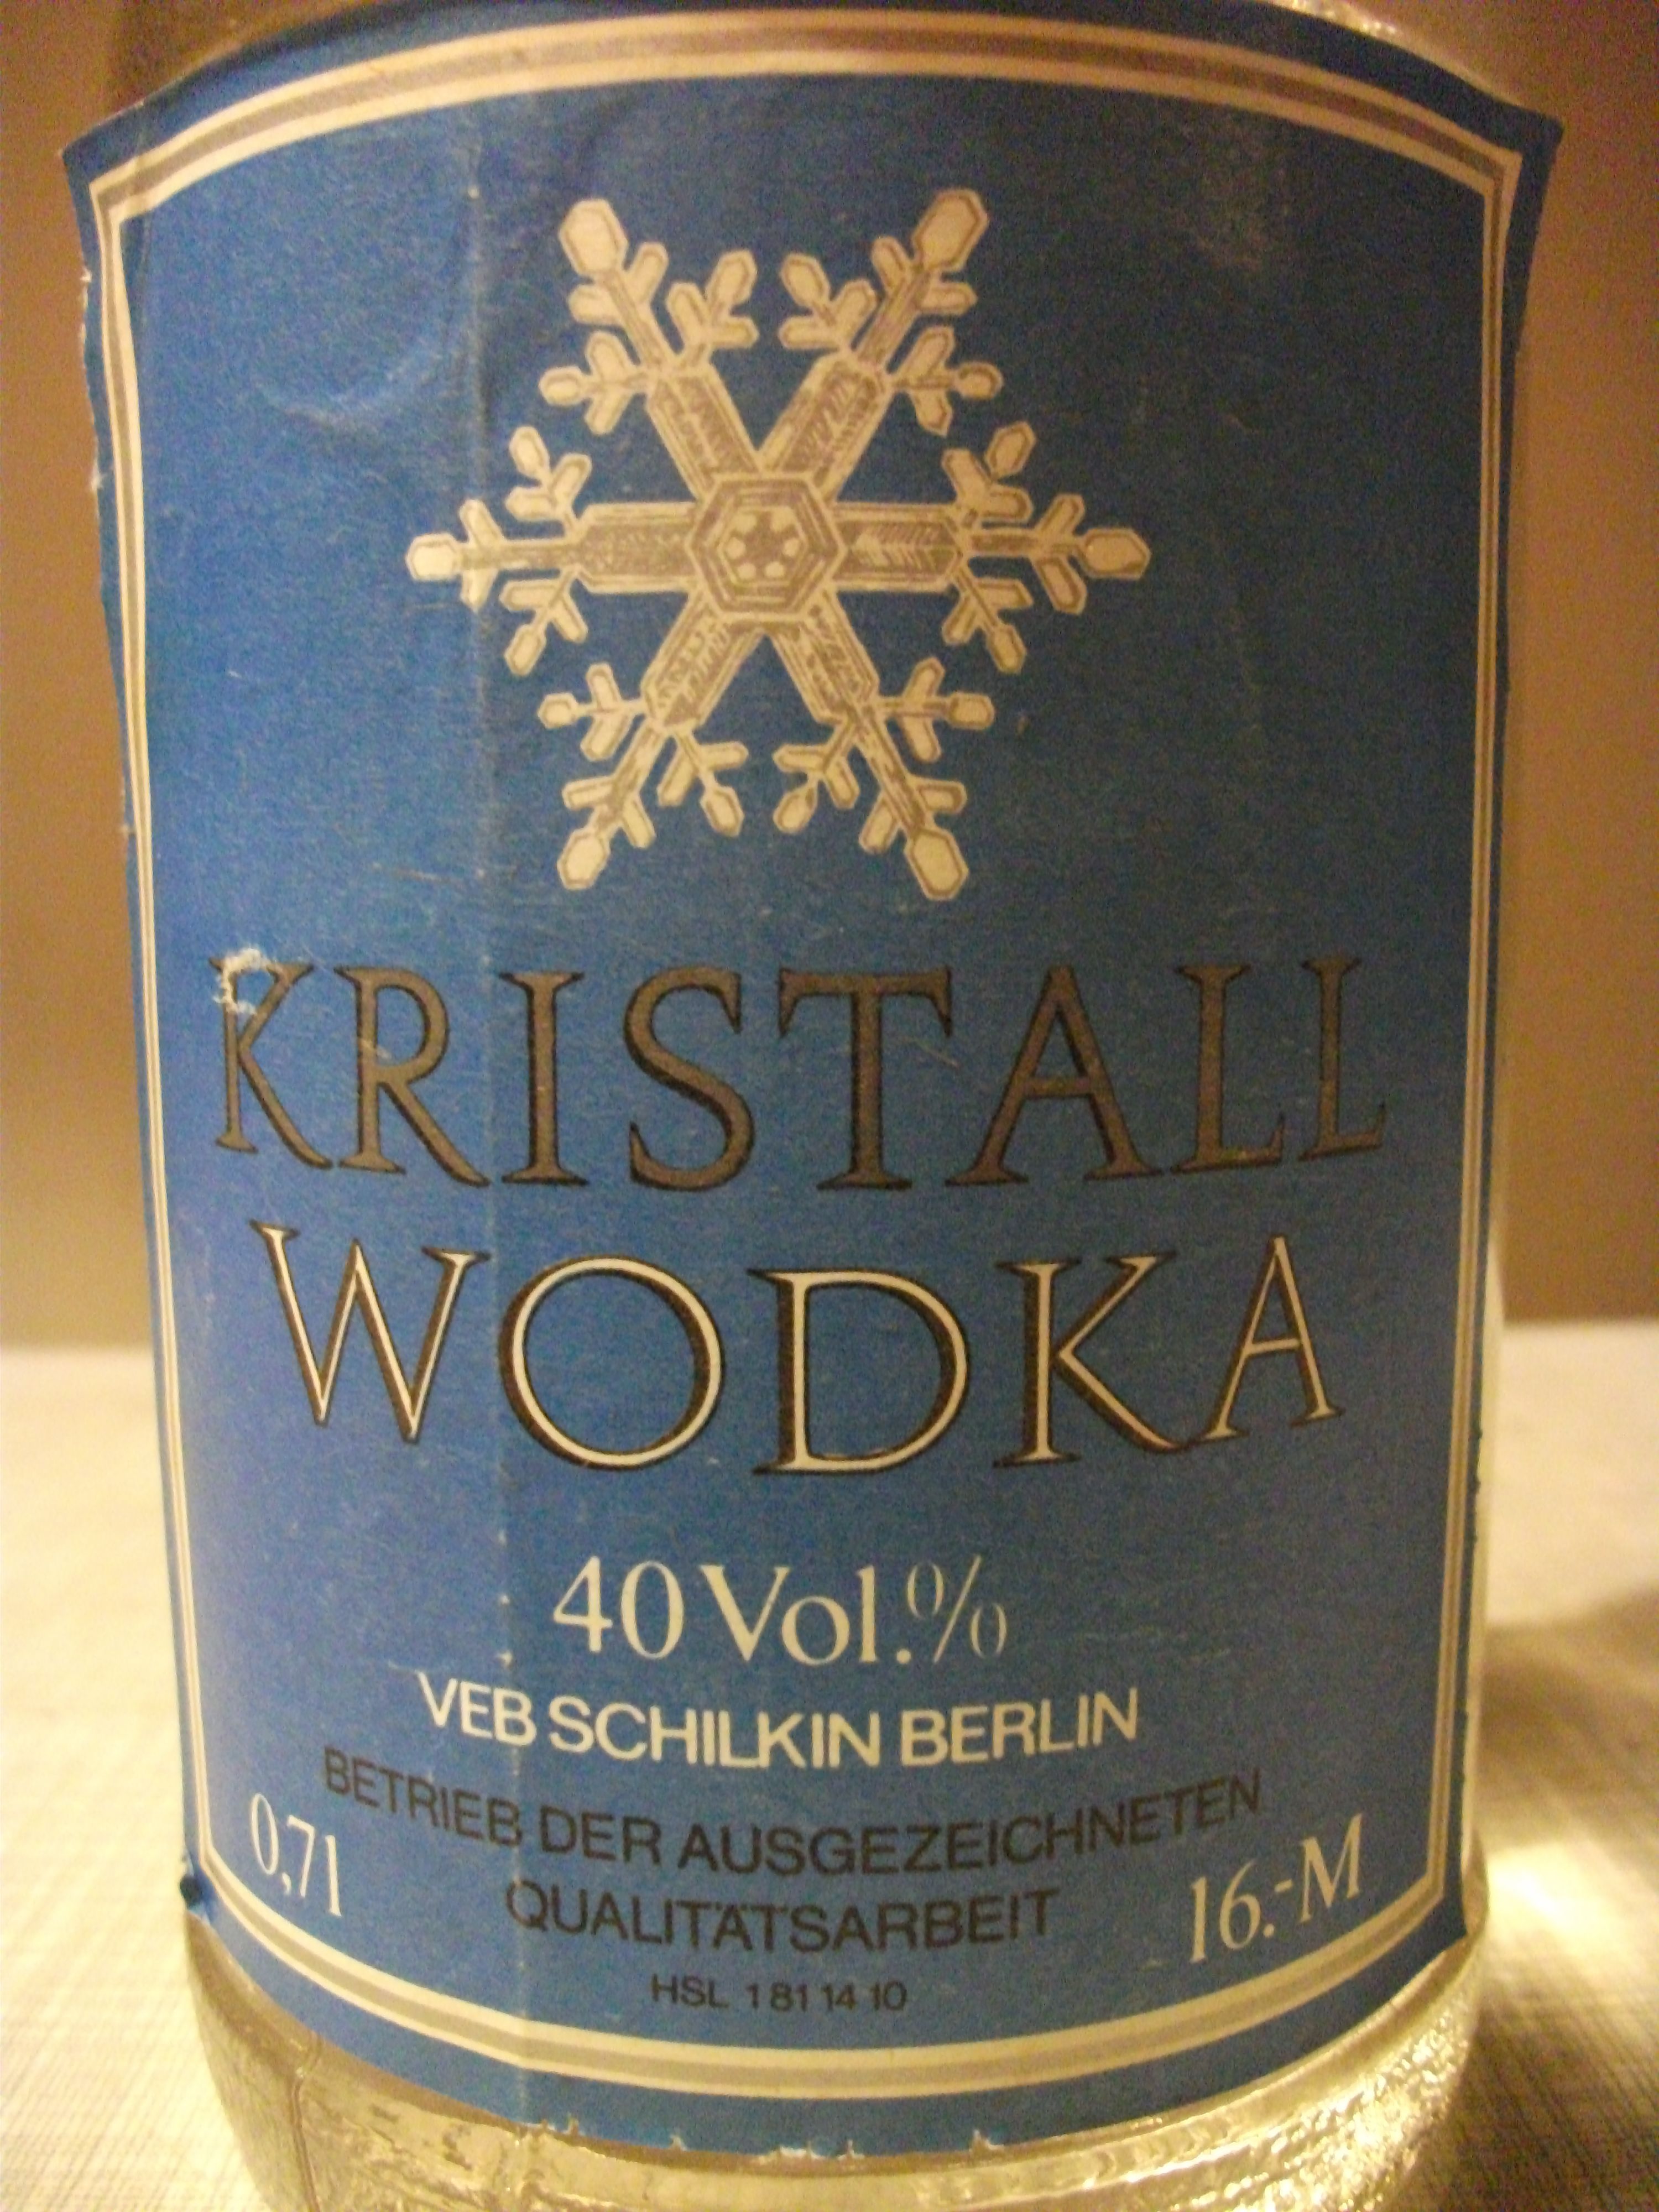 KRISTALL
WODKA
40 Vol.%
VEB SCHILKIN BERLIN
BETRIEB DER AUSGEZEICHNETEN
QUALITÄTSARBEIT
0,7l
16.-M
HSL 1 81 14 10